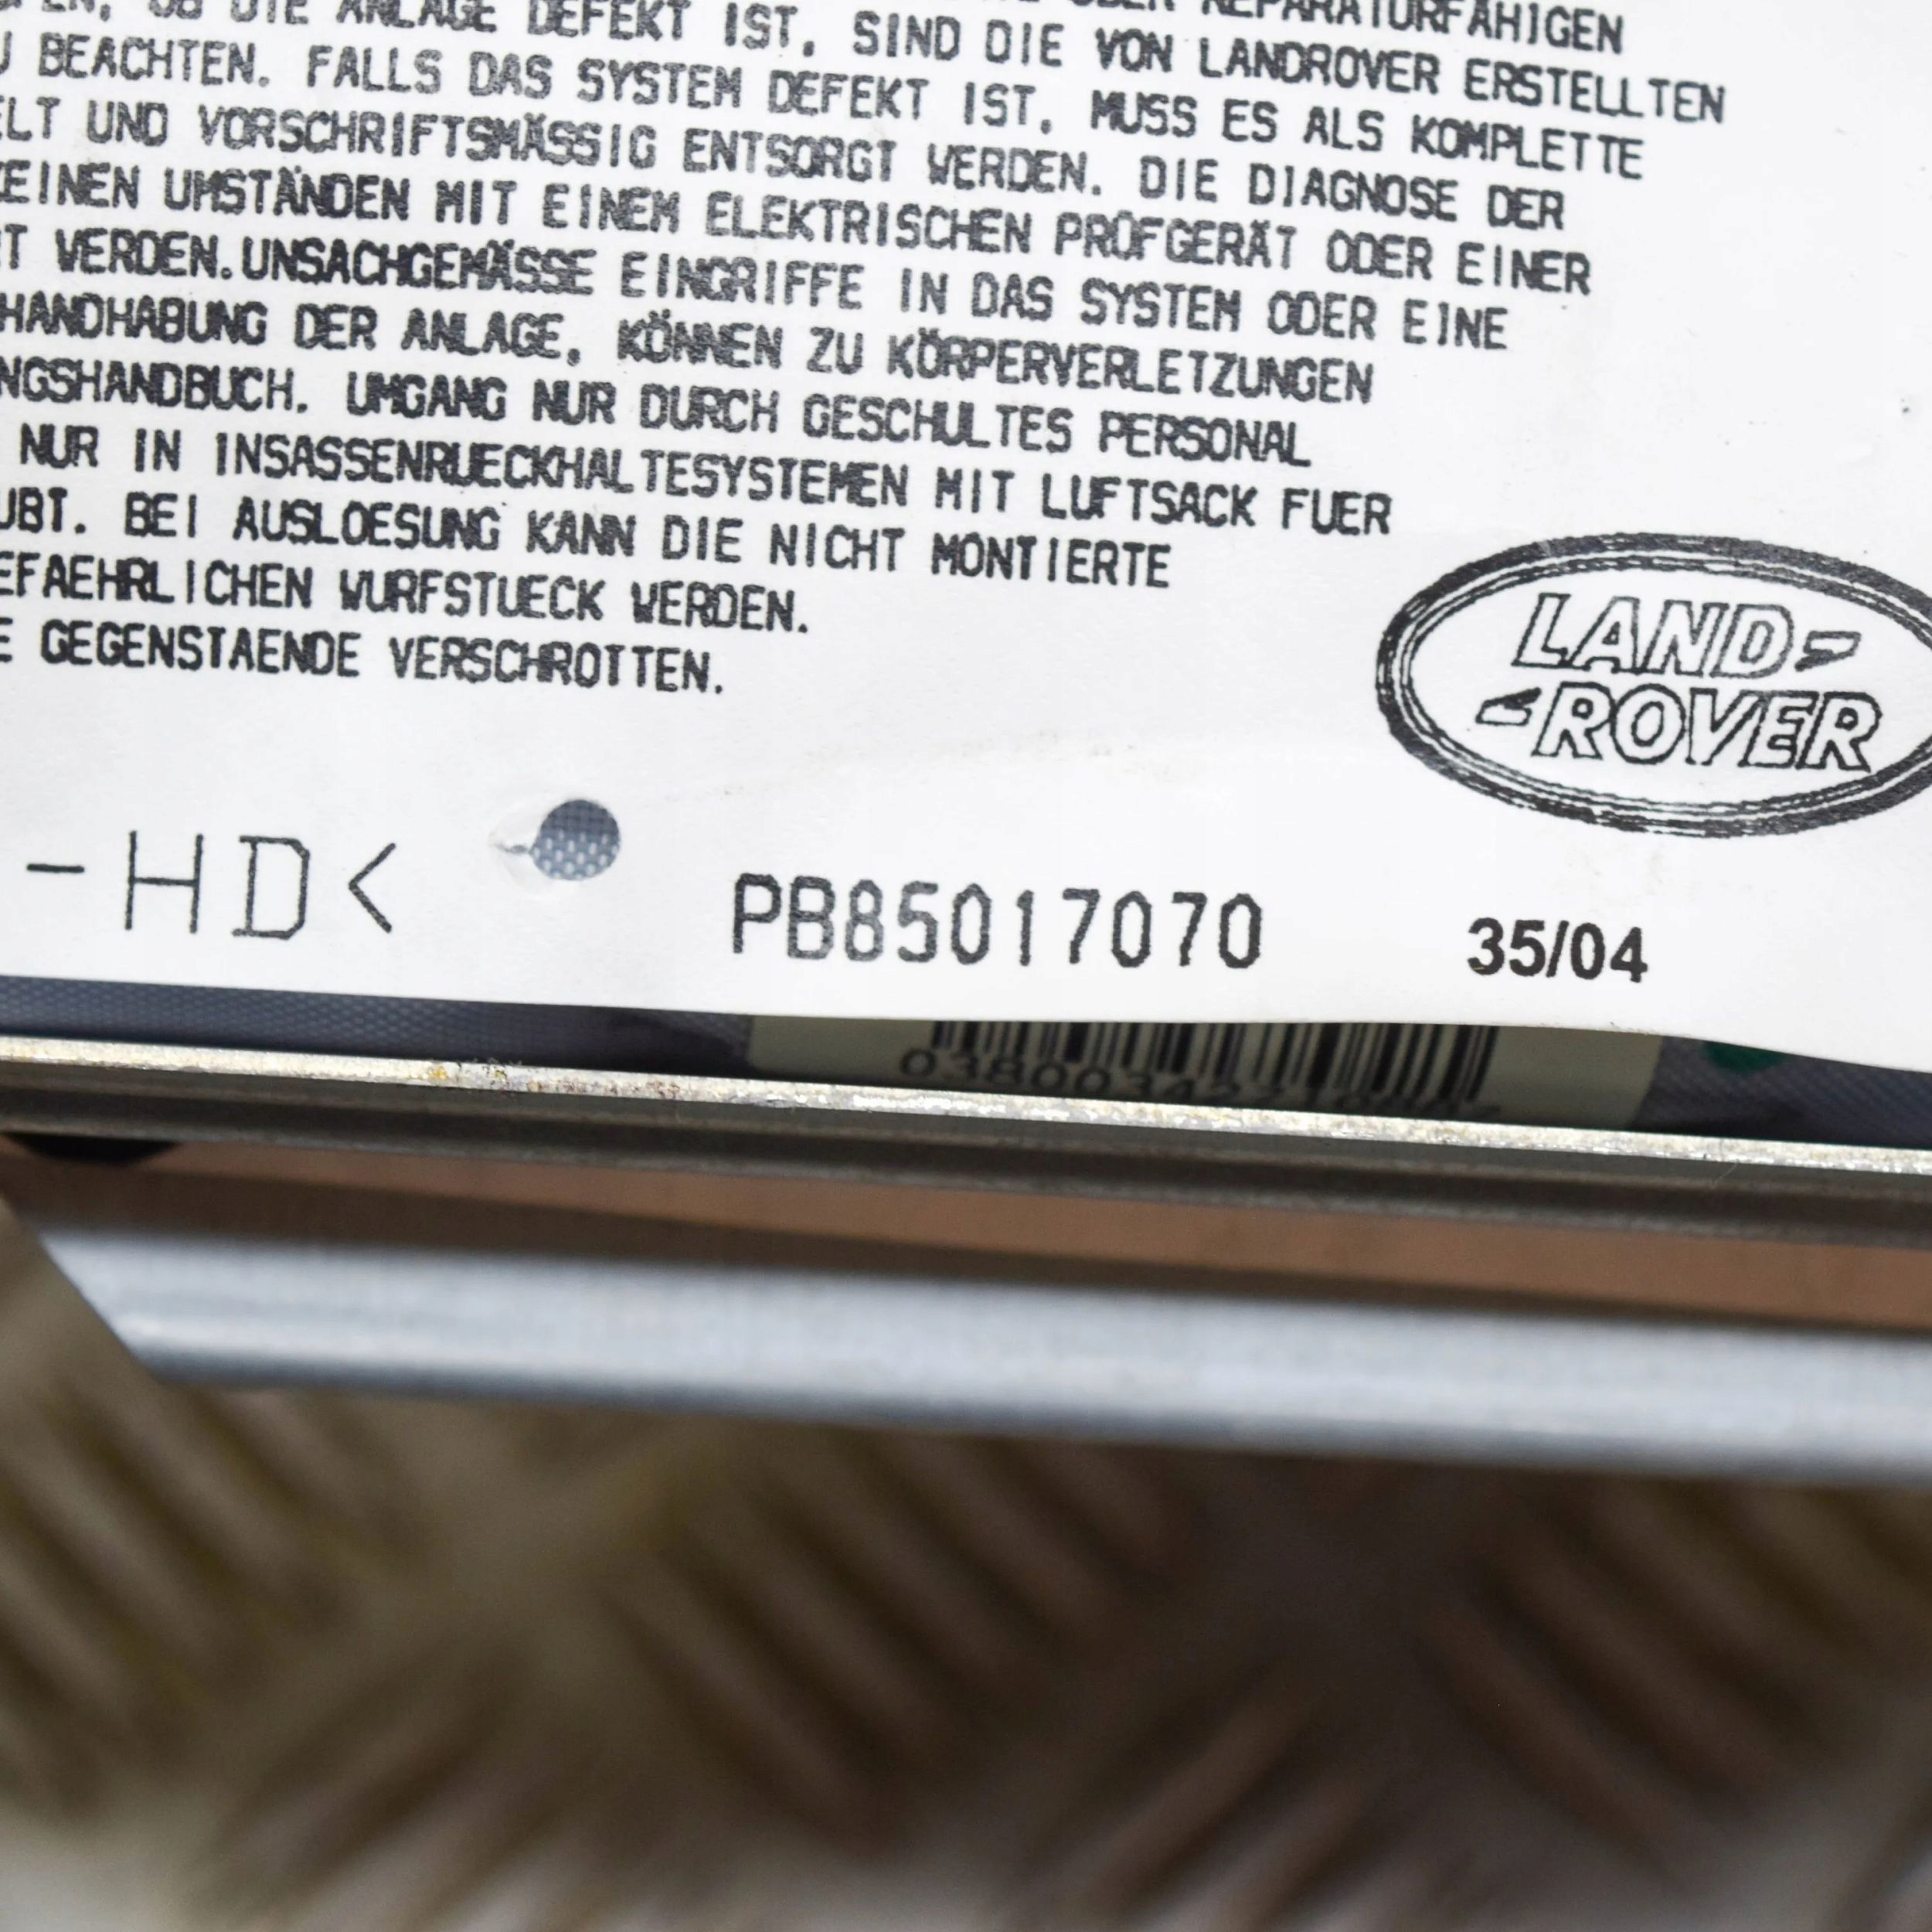 OB DIE ANLAGE DEFEKT IST, SIND DIE VON LANDROVER ERSTELLTEN
REPARATURFÄHIGEN
BEACHTEN. FALLS DAS SYSTEM DEFEKT IST, MUSS ES ALS KOMPLETTE
ELT UND VORSCHRIFTSMÄSSIG ENTSORGT WERDEN. DIE DIAGNOSE DER
EINEN UMSTÄNDEN MIT EINEM ELEKTRISCHEN PRÜFGERÄT ODER EINER
T WERDEN.UNSACHGEMÄSSE EINGRIFFE IN DAS SYSTEM ODER EINE
HANDHABUNG DER ANLAGE, KÖNNEN ZU KÖRPERVERLETZUNGEN
NGSHANDBUCH. UMGANG NUR DURCH GESCHULTES PERSONAL
NUR IN INSASSENRUECKHALTESYSTEMEN MIT LUFTSACK FUER
UBT. BEI AUSLOESUNG KANN DIE NICHT MONTIERTE
EFAEHRLICHEN WURFSTUECK WERDEN.
E GEGENSTAENDE VERSCHROTTEN.
LAND
ROVER
-HD<
PB85017070
35/04